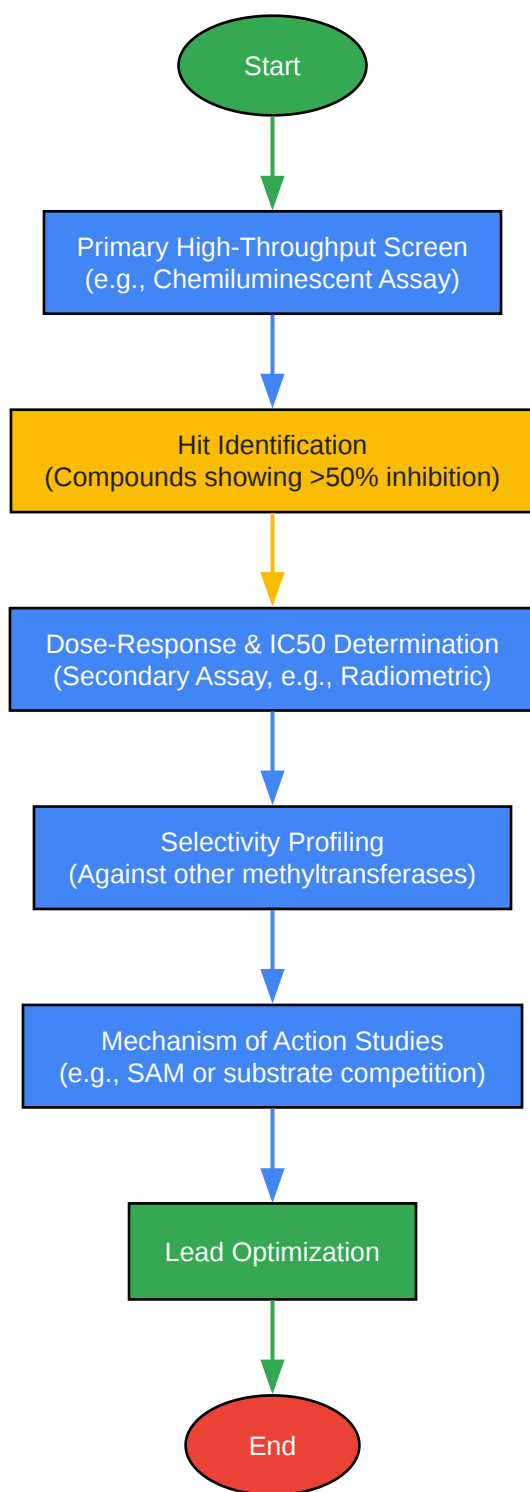 Start
Primary High-Throughput Screen
(e.g., Chemiluminescent Assay)
Hit Identification
(Compounds showing >50% inhibition)
Dose-Response & IC50 Determination
(Secondary Assay, e.g., Radiometric)
Selectivity Profiling
(Against other methyltransferases)
Mechanism of Action Studies
(e.g., SAM or substrate competition)
Lead Optimization
End